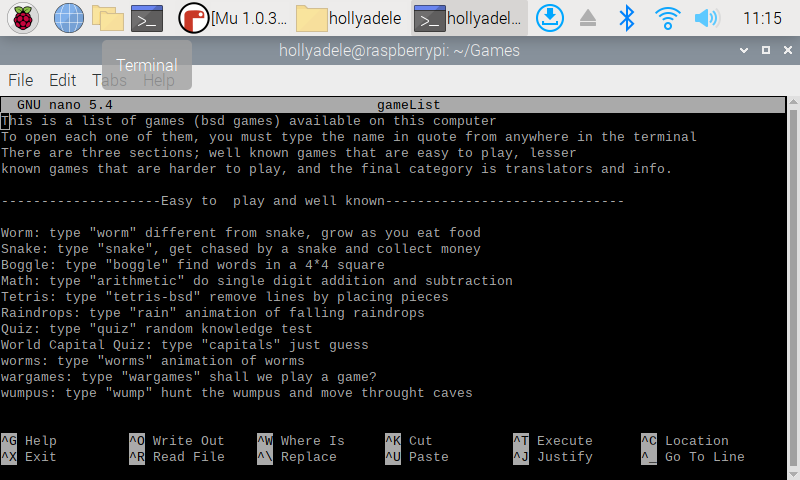 [Mu 1.0.3... hollyadele hollyadel... 11:15
hollyadele@raspberrypi: ~/Games
Terminal
File Edit Tabs Help
GNU nano 5.4 gameList
This is a list of games (bsd games) available on this computer
To open each one of them, you must type the name in quote from anywhere in the terminal
There are three sections; well known games that are easy to play, lesser
known games that are harder to play, and the final category is translators and info.
--------------------Easy to  play and well known------------------------------
Worm: type "worm" different from snake, grow as you eat food
Snake: type "snake", get chased by a snake and collect money
Boggle: type "boggle" find words in a 4*4 square
Math: type "arithmetic" do single digit addition and subtraction
Tetris: type "tetris-bsd" remove lines by placing pieces
Raindrops: type "rain" animation of falling raindrops
Quiz: type "quiz" random knowledge test
World Capital Quiz: type "capitals" just guess
worms: type "worms" animation of worms
wargames: type "wargames" shall we play a game?
wumpus: type "wump" hunt the wumpus and move throught caves
^G Help ^O Write Out ^W Where Is ^K Cut ^T Execute ^C Location
^X Exit ^R Read File ^\ Replace ^U Paste ^J Justify ^_ Go To Line